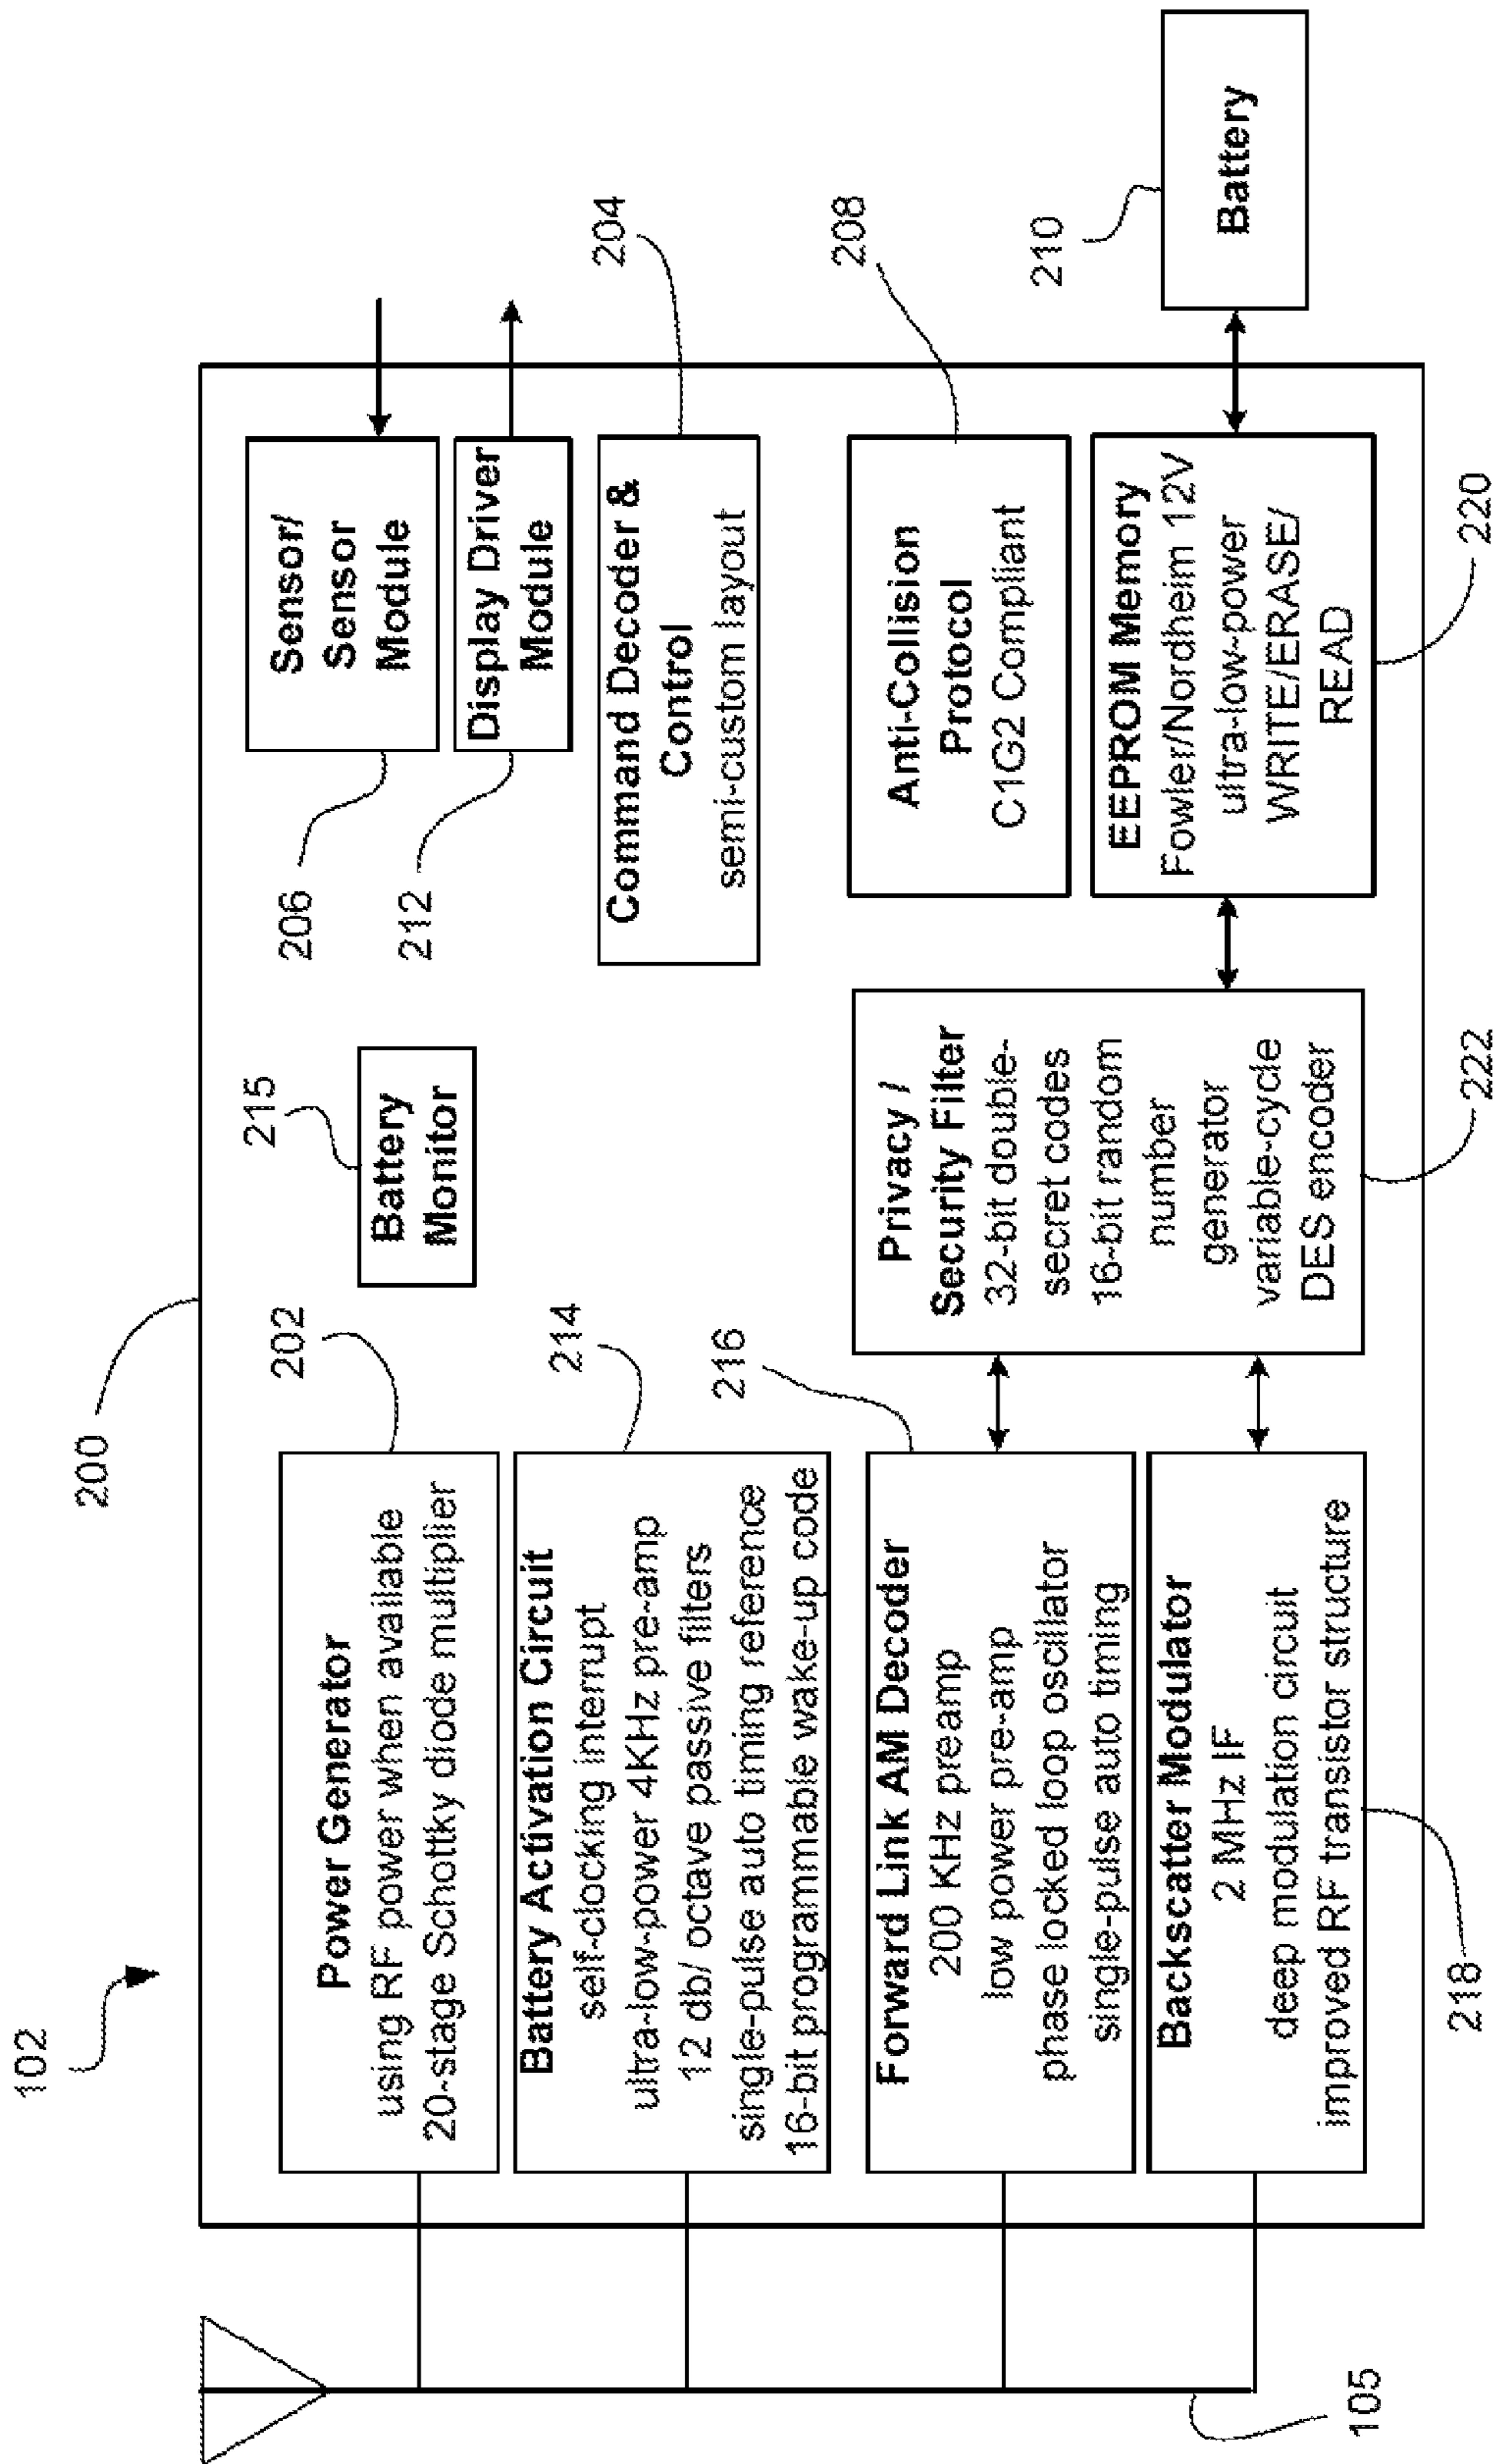 102
200
105
Power Generator
using RF power when available
20-stage Schottky diode multiplier
202
Battery Activation Circuit
self-clocking interrupt
ultra-low-power 4KHz pre-amp
12 db/ octave passive filters
single-pulse auto timing reference
16-bit programmable wake-up code
214
Forward Link AM Decoder
200 KHz preamp
low power pre-amp
phase locked loop oscillator
single-pulse auto timing
216
Backscatter Modulator
2 MHz IF
deep modulation circuit
improved RF transistor structure
218
215
Battery
Monitor
Privacy /
Security Filter
32-bit double-
secret codes
16-bit random
number
generator
variable-cycle
DES encoder
222
Sensor/
Sensor
Module
206
Display Driver
Module
212
Command Decoder &
Control
semi-custom layout
204
Anti-Collision
Protocol
C1G2 Compliant
208
EEPROM Memory
Fowler/Nordheim 12V
ultra-low-power
WRITE/ERASE/
READ
220
210
Battery